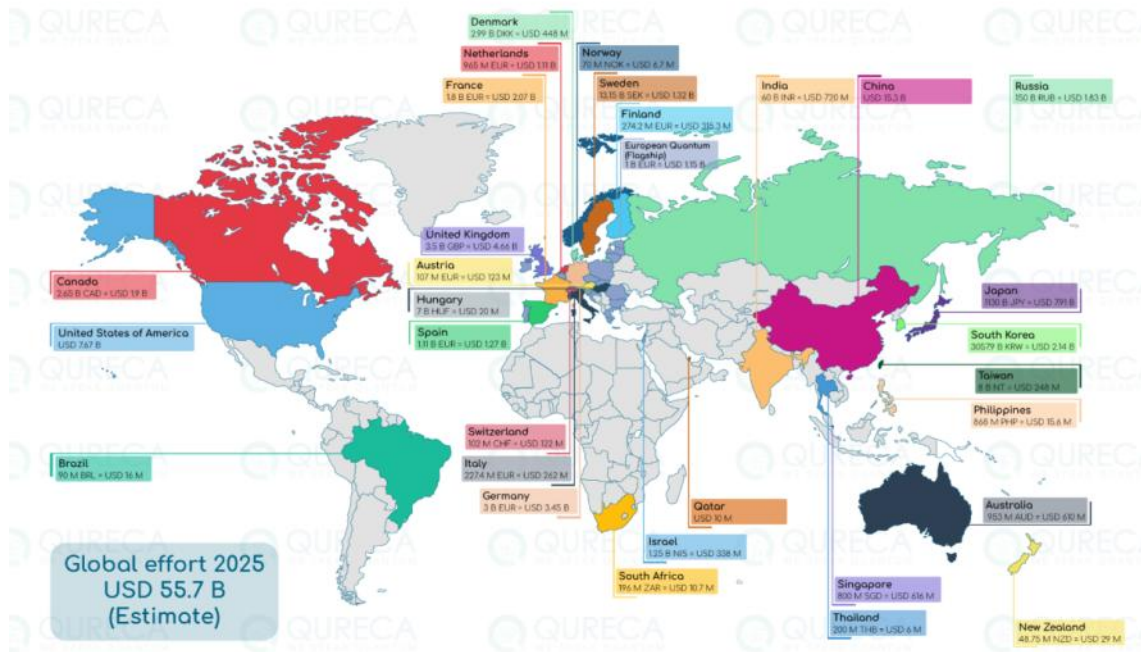 QURECA
Denmark
2.99 B DKK = USD 448 M
Netherlands
965 M EUR = USD 1.11 B
France
1.8 B EUR = USD 2.07 B
Norway
70 M NOK = USD 6.7 M
Sweden
13.15 B SEK = USD 1.32 B
Finland
274.2 M EUR = USD 315.3 M
European Quantum
(Flagship)
1 B EUR = USD 1.15 B
India
60 B INR = USD 720 M
China
USD 15.3 B
Russia
150 B RUB = USD 1.83 B
United Kingdom
3.5 B GBP = USD 4.66 B
Austria
107 M EUR = USD 123 M
Hungary
7 B HUF = USD 20 M
Spain
1.11 B EUR = USD 1.27 B
Canada
2.65 B CAD = USD 1.9 B
United States of America
USD 7.67 B
Japan
1130 B JPY = USD 7.91 B
South Korea
3057.9 B KRW = USD 2.14 B
Taiwan
8 B NT = USD 248 M
Philippines
868 M PHP = USD 15.6 M
Switzerland
102 M CHF = USD 122 M
Italy
227.4 M EUR = USD 262 M
Germany
3 B EUR = USD 3.45 B
Brazil
90 M BRL = USD 16 M
Qatar
USD 10 M
Australia
953 M AUD = USD 610 M
Israel
1.25 B NIS = USD 338 M
South Africa
196 M ZAR = USD 10.7 M
Singapore
800 M SGD = USD 616 M
Thailand
200 M THB = USD 6 M
New Zealand
48.75 M NZD = USD 29 M
Global effort 2025
USD 55.7 B
(Estimate)